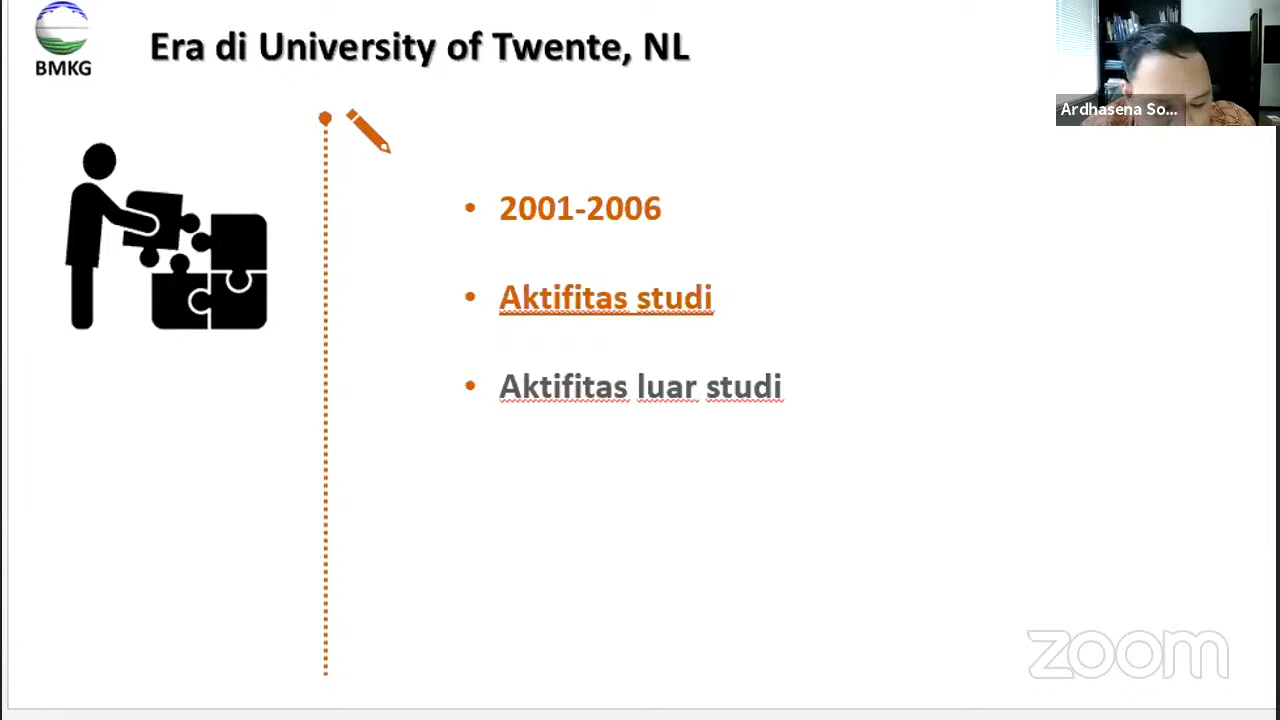 BMKG
Era di University of Twente, NL
Ardhasena So...
• 2001-2006
• Aktifitas studi
• Aktifitas luar studi
zoom